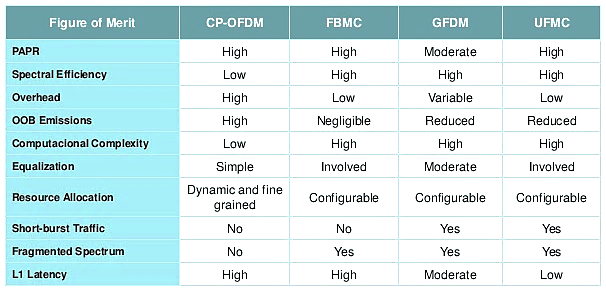 Figure of Merit CP-OFDM FBMC GFDM UFMC
PAPR High High Moderate High
Spectral Efficiency Low High High High
Overhead High Low Variable Low
OOB Emissions High Negligible Reduced Reduced
Computacional Complexity Low High High High
Equalization Simple Involved Moderate Involved
Resource Allocation Dynamic and fine grained Configurable Configurable Configurable
Short-burst Traffic No No Yes Yes
Fragmented Spectrum No Yes Yes Yes
L1 Latency High High Moderate Low